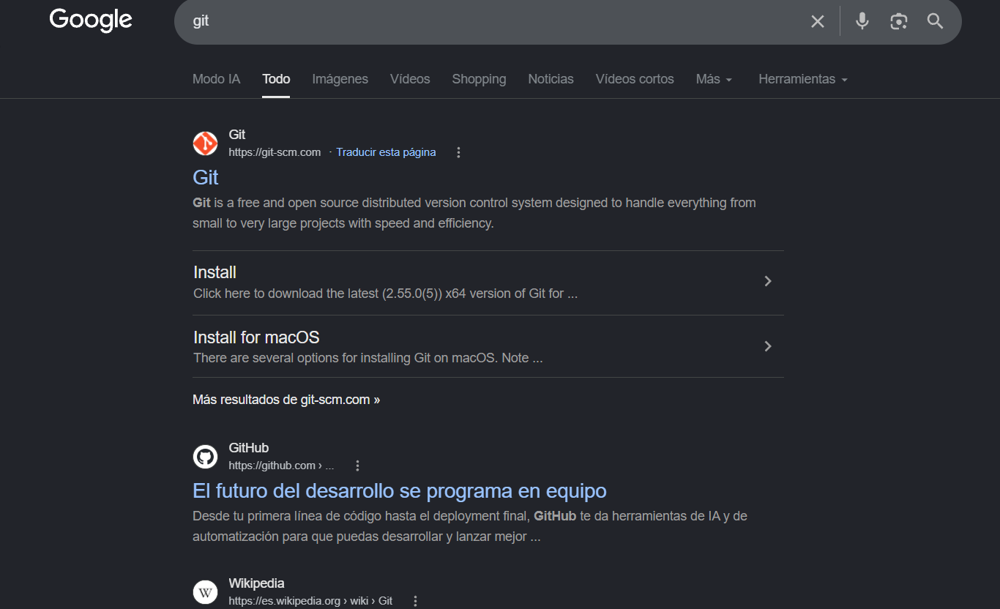 Google
git
Modo IA Todo Imágenes Vídeos Shopping Noticias Vídeos cortos Más Herramientas
Git
https://git-scm.com · Traducir esta página
Git
Git is a free and open source distributed version control system designed to handle everything from
small to very large projects with speed and efficiency.
Install
Click here to download the latest (2.55.0(5)) x64 version of Git for ...
Install for macOS
There are several options for installing Git on macOS. Note ...
Más resultados de git-scm.com »
GitHub
https://github.com › ...
El futuro del desarrollo se programa en equipo
Desde tu primera línea de código hasta el deployment final, GitHub te da herramientas de IA y de
automatización para que puedas desarrollar y lanzar mejor ...
W
Wikipedia
https://es.wikipedia.org › wiki › Git